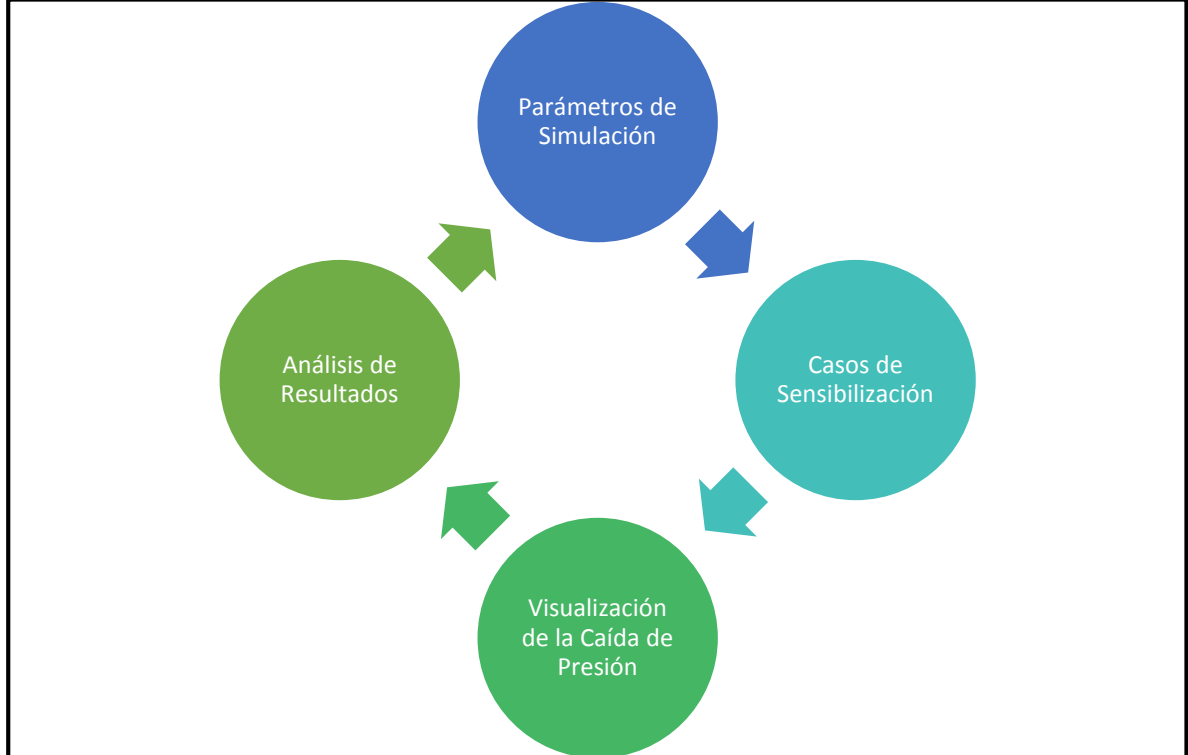 Parámetros de
Simulación
Casos de
Sensibilización
Visualización
de la Caída de
Presión
Análisis de
Resultados